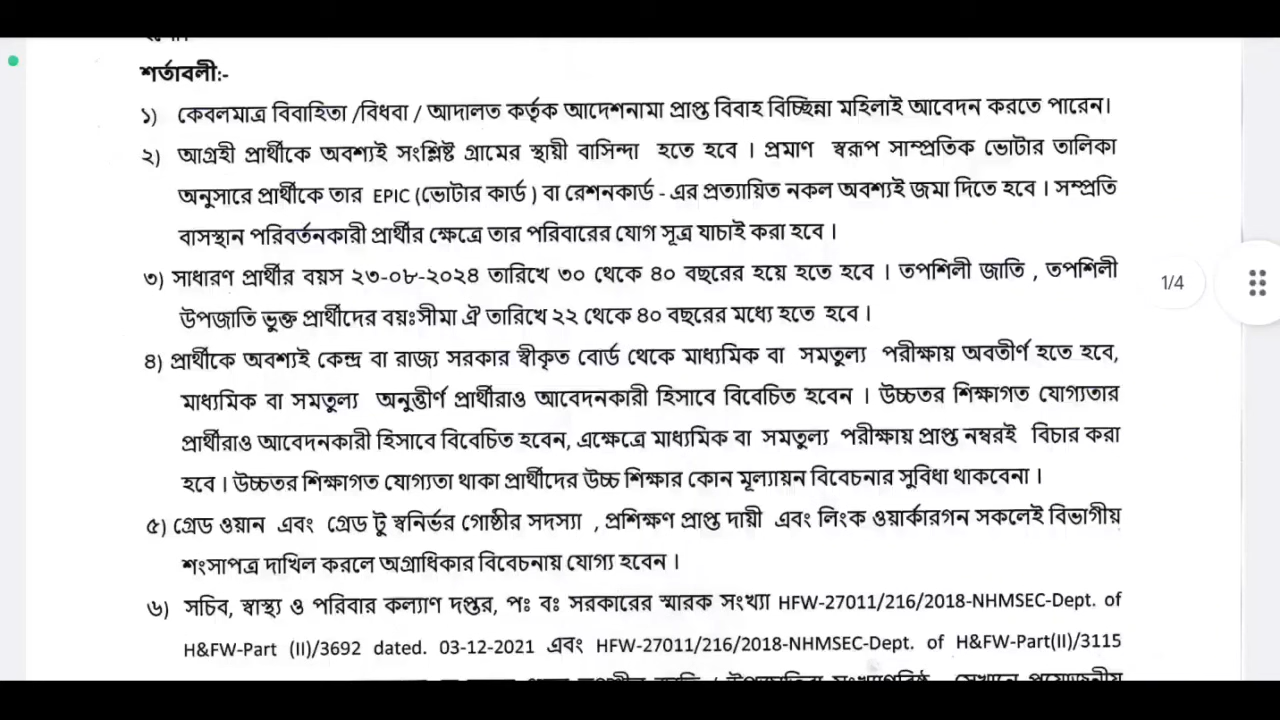 শর্তাবলী:-
১) কেবলমাত্র বিবাহিতা /বিধবা / আদালত কর্তৃক আদেশনামা প্রাপ্ত বিবাহ বিচ্ছিন্না মহিলাই আবেদন করতে পারেন।
২) আগ্রহী প্রার্থীকে অবশ্যই সংশ্লিষ্ট গ্রামের স্থায়ী বাসিন্দা হতে হবে । প্রমাণ স্বরূপ সাম্প্রতিক ভোটার তালিকা
অনুসারে প্রার্থীকে তার EPIC (ভোটার কার্ড ) বা রেশনকার্ড - এর প্রত্যায়িত নকল অবশ্যই জমা দিতে হবে । সম্প্রতি
বাসস্থান পরিবর্তনকারী প্রার্থীর ক্ষেত্রে তার পরিবারের যোগ সূত্র যাচাই করা হবে ।
1/4
৩) সাধারণ প্রার্থীর বয়স ২৩-০৮-২০২৪ তারিখে ৩০ থেকে ৪০ বছরের হয়ে হতে হবে । তপশিলী জাতি , তপশিলী
উপজাতি ভুক্ত প্রার্থীদের বয়ঃসীমা ঐ তারিখে ২২ থেকে ৪০ বছরের মধ্যে হতে হবে ।
৪) প্রার্থীকে অবশ্যই কেন্দ্র বা রাজ্য সরকার স্বীকৃত বোর্ড থেকে মাধ্যমিক বা সমতুল্য পরীক্ষায় অবতীর্ণ হতে হবে,
মাধ্যমিক বা সমতুল্য অনুত্তীর্ণ প্রার্থীরাও আবেদনকারী হিসাবে বিবেচিত হবেন । উচ্চতর শিক্ষাগত যোগ্যতার
প্রার্থীরাও আবেদনকারী হিসাবে বিবেচিত হবেন, এক্ষেত্রে মাধ্যমিক বা সমতুল্য পরীক্ষায় প্রাপ্ত নম্বরই বিচার করা
হবে । উচ্চতর শিক্ষাগত যোগ্যতা থাকা প্রার্থীদের উচ্চ শিক্ষার কোন মূল্যায়ন বিবেচনার সুবিধা থাকবেনা ।
৫) গ্রেড ওয়ান এবং গ্রেড টু স্বনির্ভর গোষ্ঠীর সদস্যা , প্রশিক্ষণ প্রাপ্ত দায়ী এবং লিংক ওয়ার্কারগন সকলেই বিভাগীয়
শংসাপত্র দাখিল করলে অগ্রাধিকার বিবেচনায় যোগ্য হবেন ।
৬) সচিব, স্বাস্থ্য ও পরিবার কল্যাণ দপ্তর, পঃ বঃ সরকারের স্মারক সংখ্যা HFW-27011/216/2018-NHMSEC-Dept. of
H&FW-Part (II)/3692 dated. 03-12-2021 এবং HFW-27011/216/2018-NHMSEC-Dept. of H&FW-Part(II)/3115